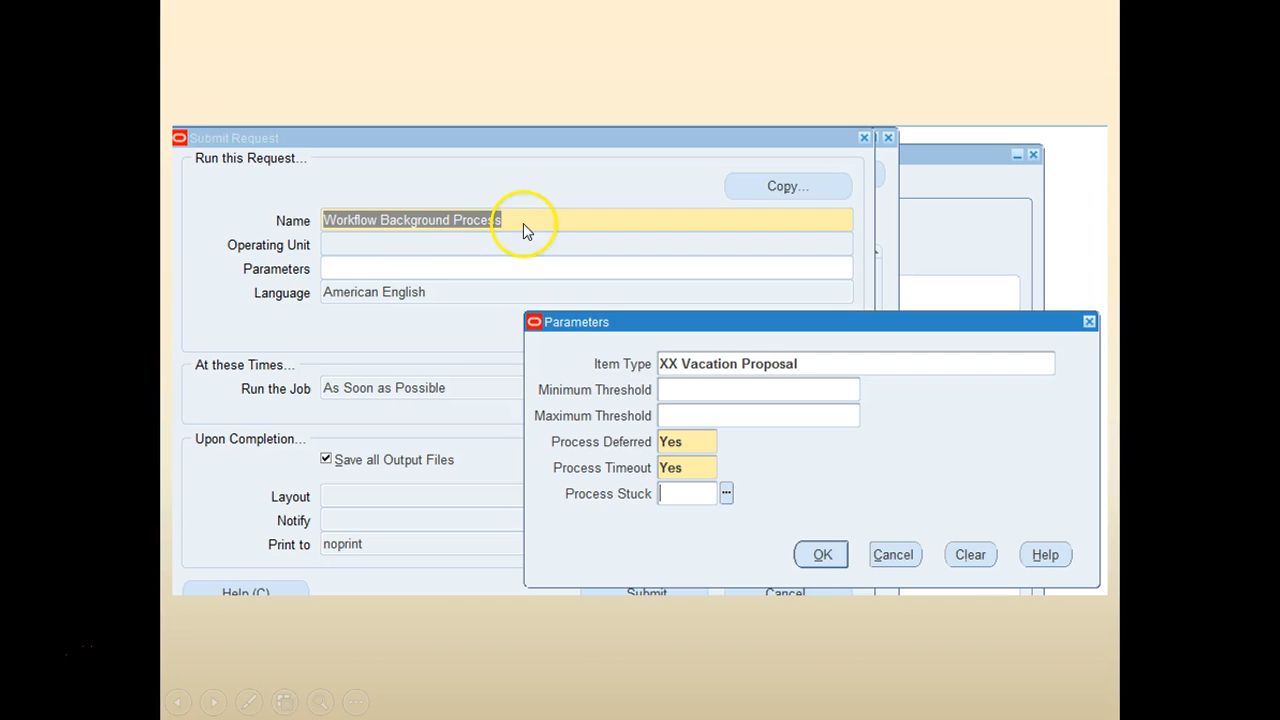 Submit Request
Run this Request...
Copy...
Name Workflow Background Process
Operating Unit
Parameters
Language American English
At these Times...
Run the Job As Soon as Possible
Upon Completion...
Save all Output Files
Layout
Notify
Print to noprint
Help (C)
Submit
Cancel
Parameters
Item Type XX Vacation Proposal
Minimum Threshold
Maximum Threshold
Process Deferred Yes
Process Timeout Yes
Process Stuck
OK Cancel Clear Help